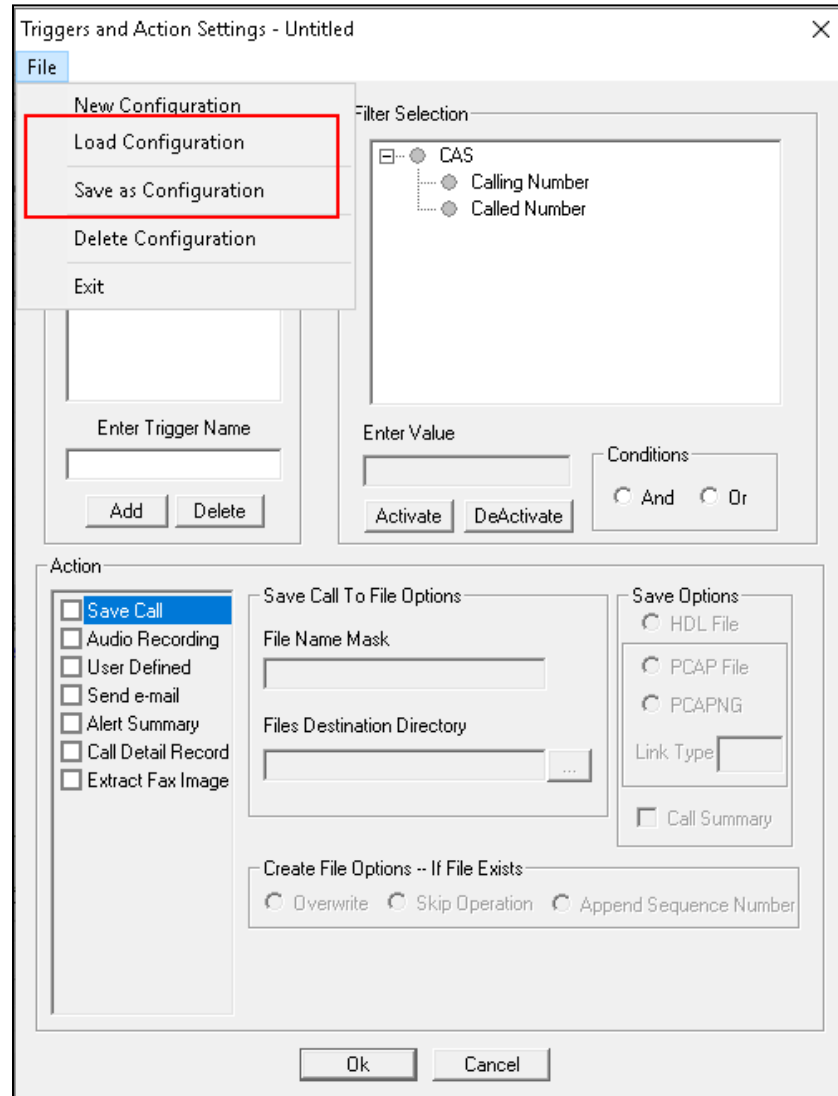 Triggers and Action Settings - Untitled
File
New Configuration
Load Configuration
Save as Configuration
Delete Configuration
Exit
Filter Selection
CAS
Calling Number
Called Number
Enter Trigger Name
Add Delete
Enter Value
Activate DeActivate
Conditions
And Or
Action
Save Call
Audio Recording
User Defined
Send e-mail
Alert Summary
Call Detail Record
Extract Fax Image
Save Call To File Options
File Name Mask
Files Destination Directory
...
Save Options
HDL File
PCAP File
PCAPNG
Link Type
Call Summary
Create File Options -- If File Exists
Overwrite Skip Operation Append Sequence Number
Ok Cancel